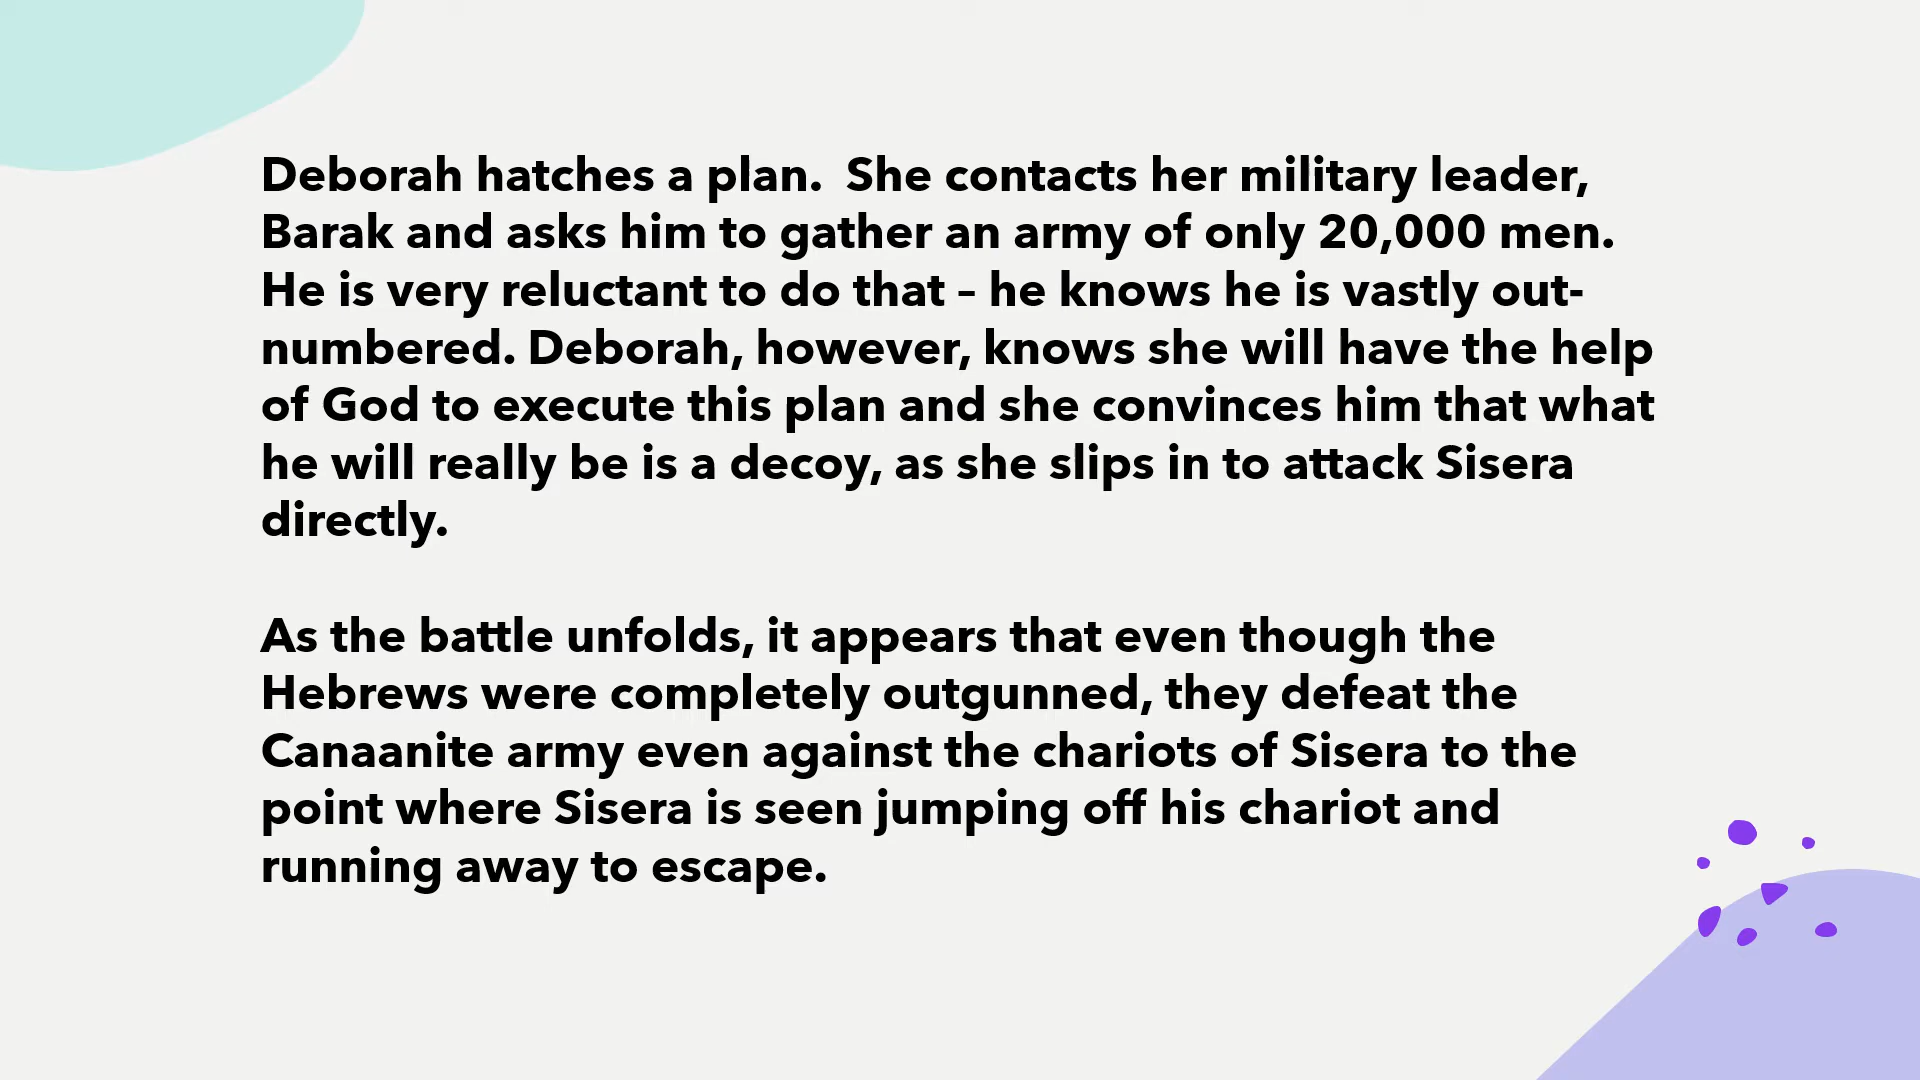 Deborah hatches a plan.  She contacts her military leader,
Barak and asks him to gather an army of only 20,000 men.
He is very reluctant to do that – he knows he is vastly out-
numbered. Deborah, however, knows she will have the help
of God to execute this plan and she convinces him that what
he will really be is a decoy, as she slips in to attack Sisera
directly.

As the battle unfolds, it appears that even though the
Hebrews were completely outgunned, they defeat the
Canaanite army even against the chariots of Sisera to the
point where Sisera is seen jumping off his chariot and
running away to escape.